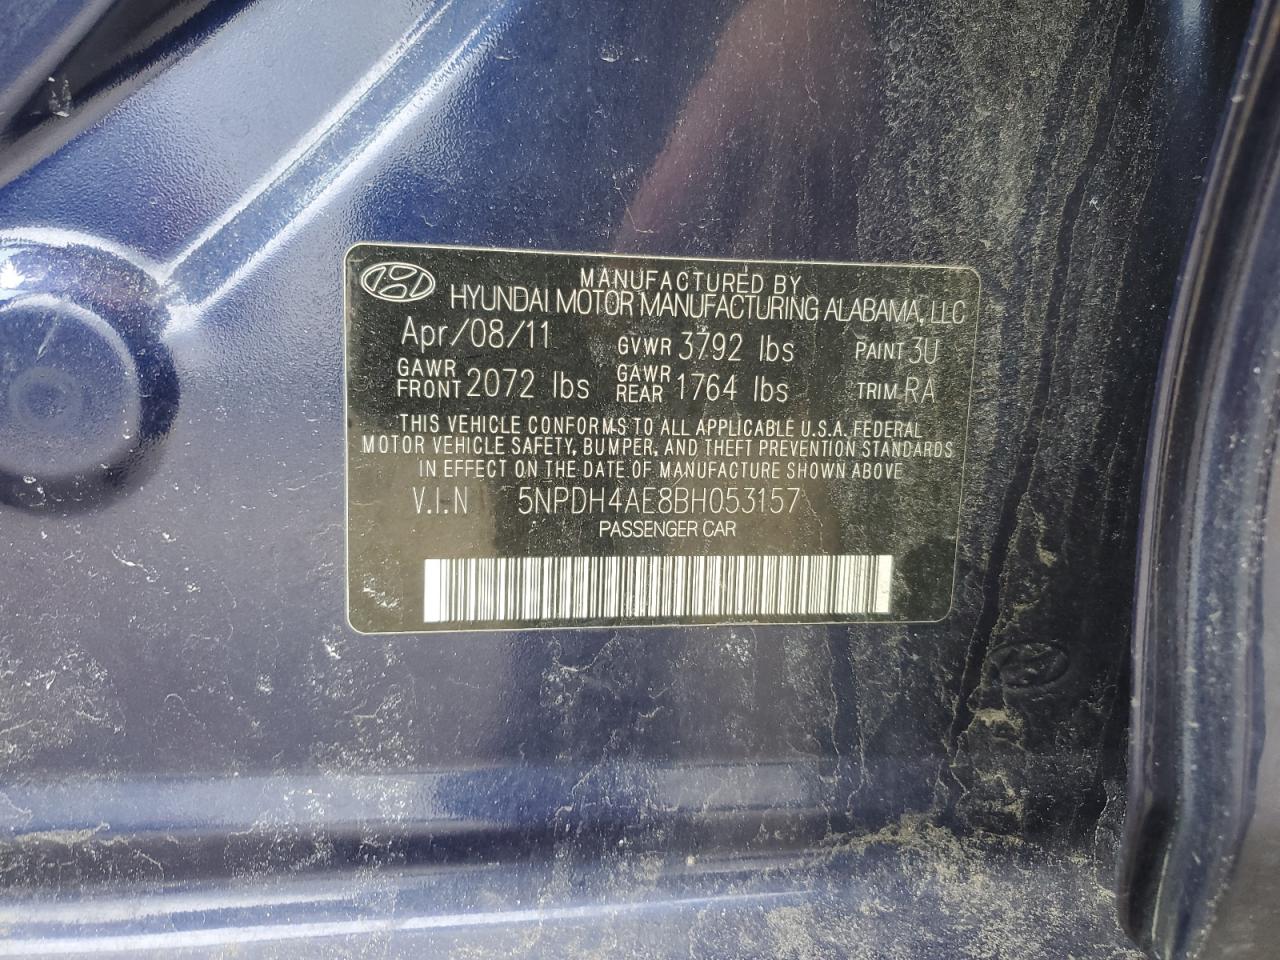 MANUFACTURED BY
HYUNDAI MOTOR MANUFACTURING ALABAMA, LLC
Apr/08/11 GVWR 3792 lbs PAINT 3U
GAWR FRONT 2072 lbs GAWR REAR 1764 lbs TRIM RA
THIS VEHICLE CONFORMS TO ALL APPLICABLE U.S.A. FEDERAL
MOTOR VEHICLE SAFETY, BUMPER, AND THEFT PREVENTION STANDARDS
IN EFFECT ON THE DATE OF MANUFACTURE SHOWN ABOVE
V.I.N 5NPDH4AE8BH053157
PASSENGER CAR